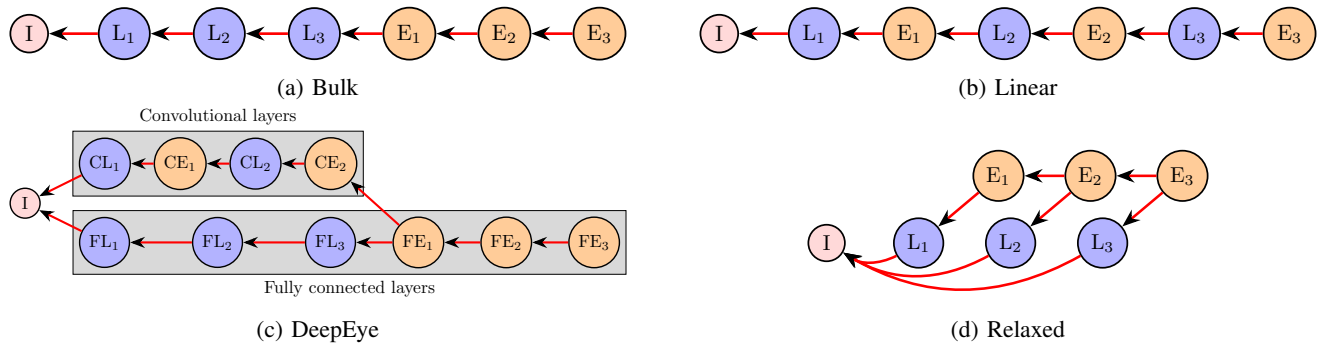 I L₁ L₂ L₃ E₁ E₂ E₃
(a) Bulk
I L₁ E₁ L₂ E₂ L₃ E₃
(b) Linear
Convolutional layers
CL₁ CE₁ CL₂ CE₂
I
FL₁ FL₂ FL₃ FE₁ FE₂ FE₃
Fully connected layers
(c) DeepEye
E₁ E₂ E₃
I L₁ L₂ L₃
(d) Relaxed